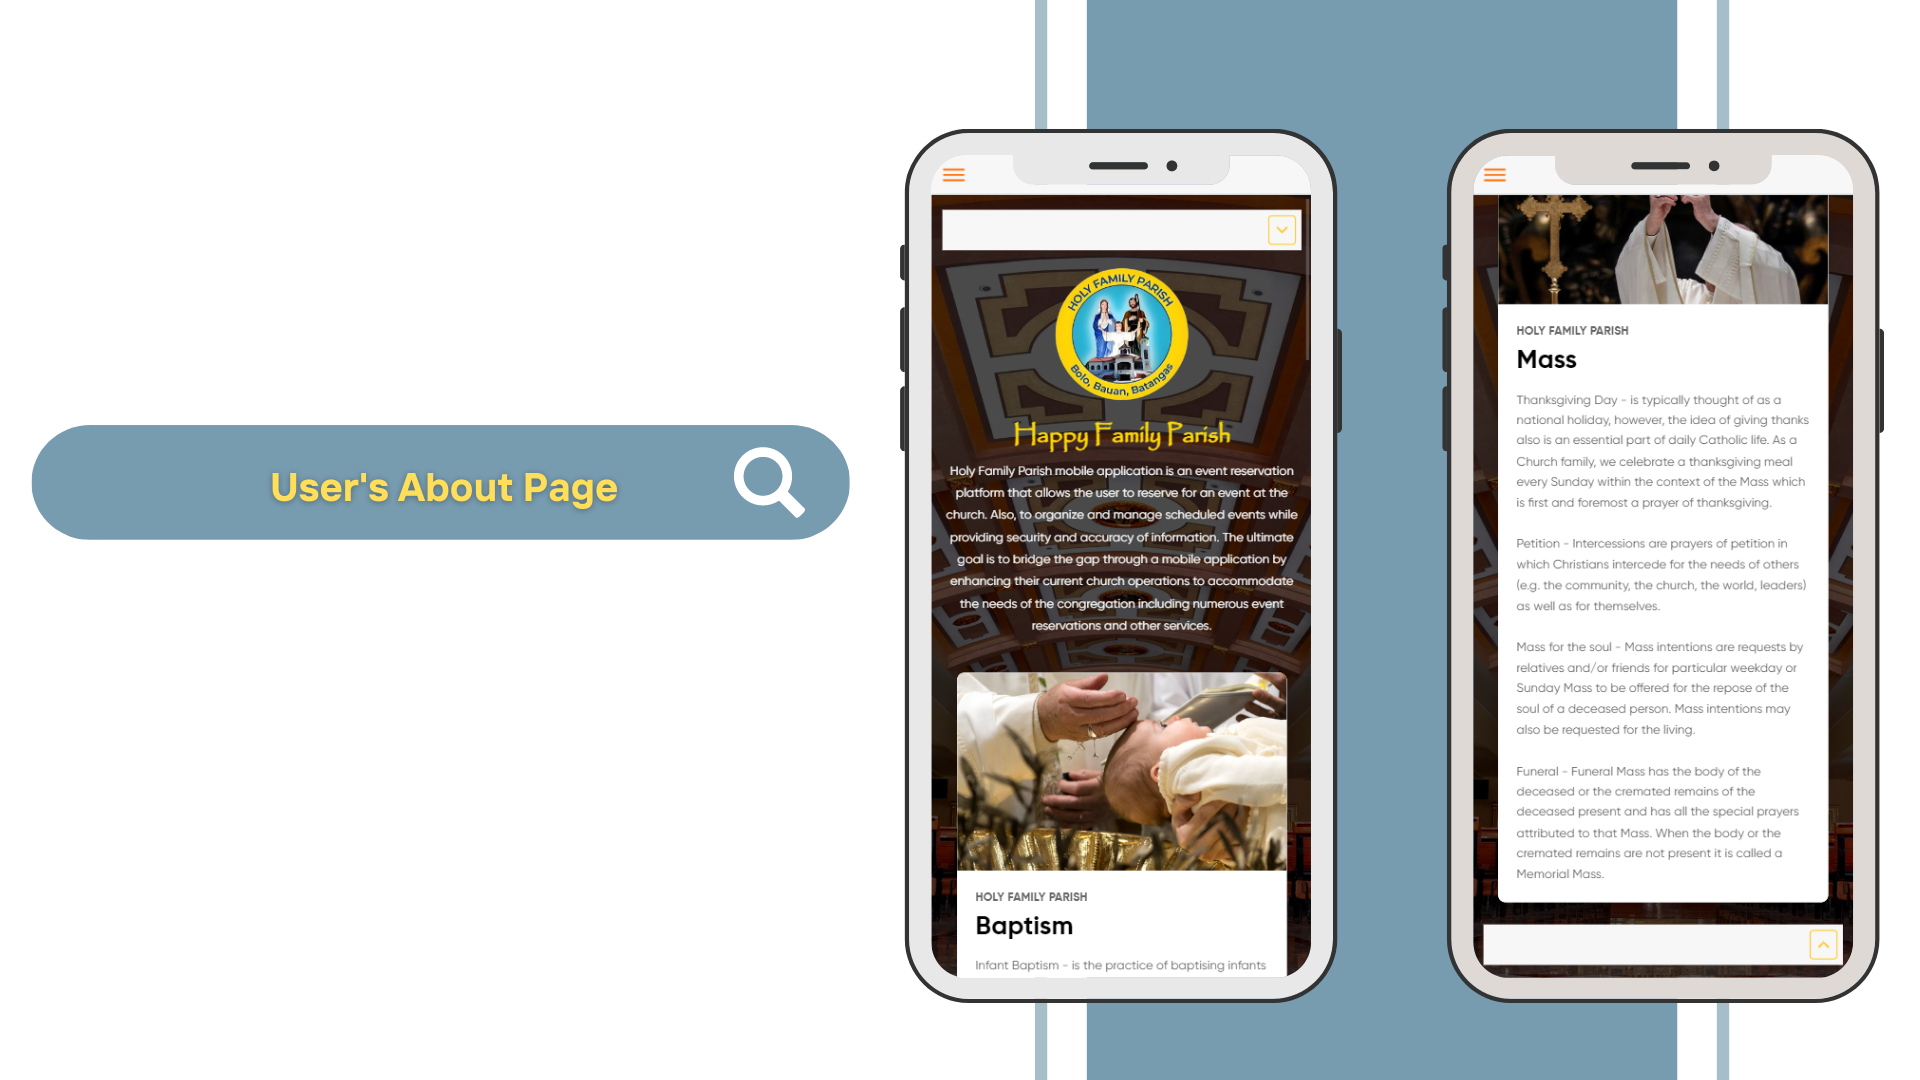 User's About Page
HOLY FAMILY PARISH
Bolo, Bauan, Batangas
Happy Family Parish
Holy Family Parish mobile application is an event reservation
platform that allows the user to reserve for an event at the
church. Also, to organize and manage scheduled events while
providing security and accuracy of information. The ultimate
goal is to bridge the gap through a mobile application by
enhancing their current church operations to accommodate
the needs of the congregation including numerous event
reservations and other services.
HOLY FAMILY PARISH
Baptism
Infant Baptism - is the practice of baptising infants
HOLY FAMILY PARISH
Mass
Thanksgiving Day - is typically thought of as a
national holiday, however, the idea of giving thanks
also is an essential part of daily Catholic life. As a
Church family, we celebrate a thanksgiving meal
every Sunday within the context of the Mass which
is first and foremost a prayer of thanksgiving.
Petition - Intercessions are prayers of petition in
which Christians intercede for the needs of others
(e.g. the community, the church, the world, leaders)
as well as for themselves.
Mass for the soul - Mass intentions are requests by
relatives and/or friends for particular weekday or
Sunday Mass to be offered for the repose of the
soul of a deceased person. Mass intentions may
also be requested for the living.
Funeral - Funeral Mass has the body of the
deceased or the cremated remains of the
deceased present and has all the special prayers
attributed to that Mass. When the body or the
cremated remains are not present it is called a
Memorial Mass.